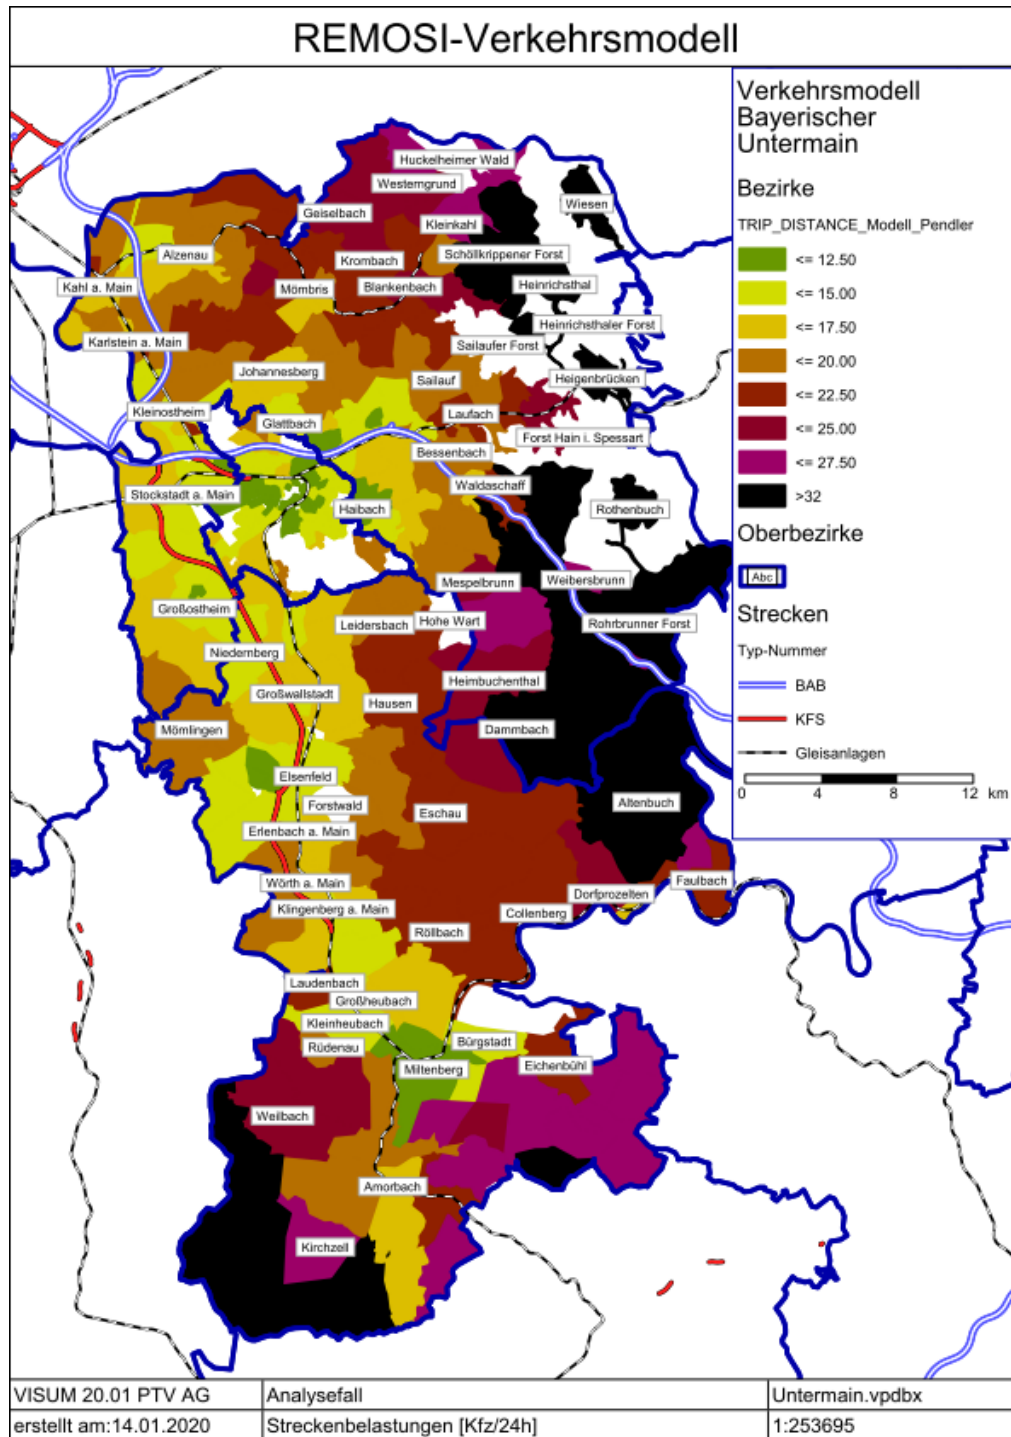 REMOSI-Verkehrsmodell
Verkehrsmodell
Bayerischer
Untermain
Bezirke
TRIP_DISTANCE_Modell_Pendler
<= 12.50
<= 15.00
<= 17.50
<= 20.00
<= 22.50
<= 25.00
<= 27.50
>32
Oberbezirke
Abc
Strecken
Typ-Nummer
BAB
KFS
Gleisanlagen
0 4 8 12 km
Huckelheimer Wald
Westerngrund
Wiesen
Geiselbach
Kleinkahl
Alzenau
Krombach
Schöllkrippener Forst
Kahl a. Main
Mömbris
Blankenbach
Heinrichsthal
Heinrichsthaler Forst
Karlstein a. Main
Sailaufer Forst
Johannesberg
Sailauf
Heigenbrücken
Kleinostheim
Laufach
Glattbach
Forst Hain i. Spessart
Bessenbach
Waldaschaff
Stockstadt a. Main
Haibach
Rothenbuch
Mespelbrunn
Weibersbrunn
Großostheim
Leidersbach
Hohe Wart
Rohrbrunner Forst
Niedernberg
Heimbuchenthal
Großwallstadt
Hausen
Mömlingen
Dammbach
Elsenfeld
Forstwald
Eschau
Altenbuch
Erlenbach a. Main
Wörth a. Main
Faulbach
Dorfprozelten
Klingenberg a. Main
Collenberg
Röllbach
Laudenbach
Großheubach
Kleinheubach
Bürgstadt
Rüdenau
Miltenberg
Eichenbühl
Weilbach
Amorbach
Kirchzell
VISUM 20.01 PTV AG
Analysefall
Untermain.vpdbx
erstellt am:14.01.2020
Streckenbelastungen [Kfz/24h]
1:253695